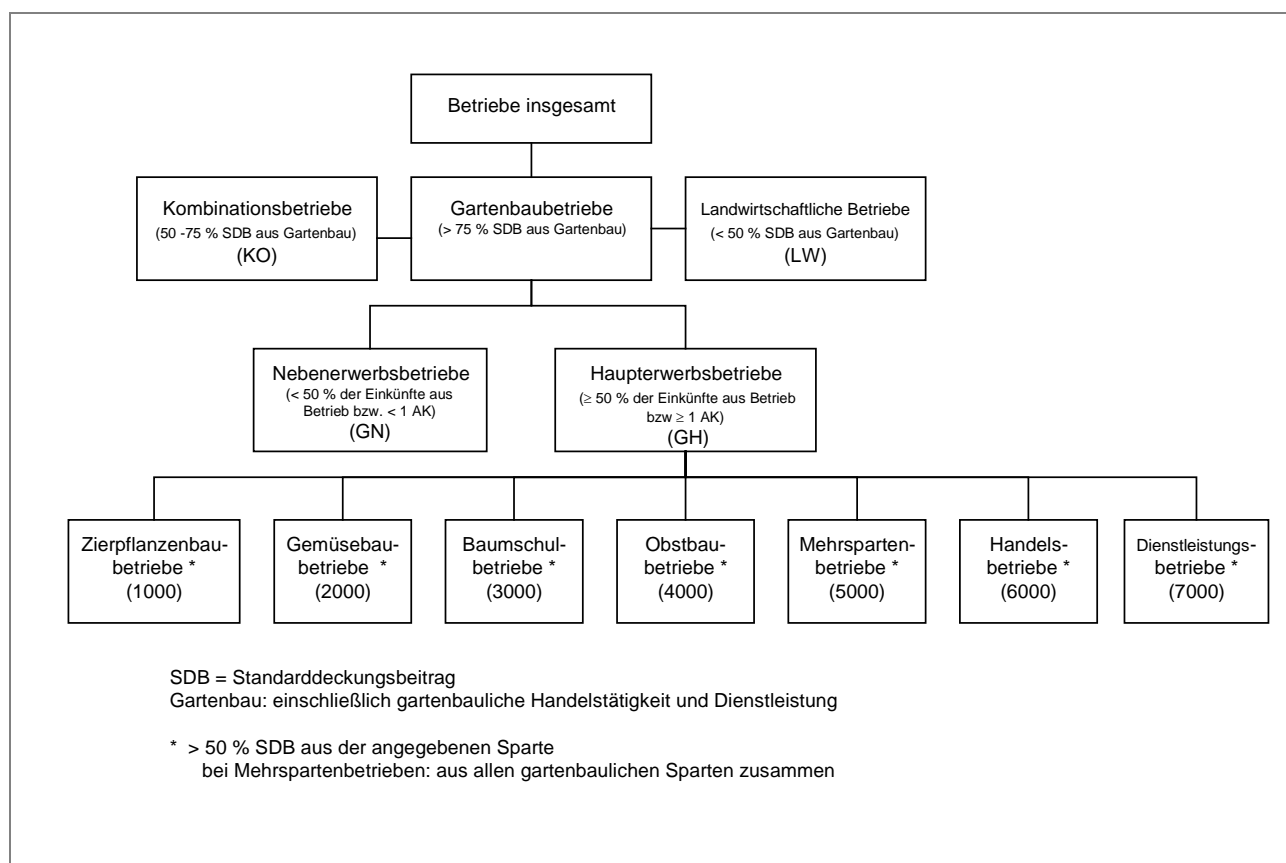 Betriebe insgesamt
Kombinationsbetriebe
(50 -75 % SDB aus Gartenbau)
(KO)
Gartenbaubetriebe
(> 75 % SDB aus Gartenbau)
Landwirtschaftliche Betriebe
(< 50 % SDB aus Gartenbau)
(LW)
Nebenerwerbsbetriebe
(< 50 % der Einkünfte aus
Betrieb bzw. < 1 AK)
(GN)
Haupterwerbsbetriebe
(≥ 50 % der Einkünfte aus Betrieb
bzw ≥ 1 AK)
(GH)
Zierpflanzenbau-
betriebe *
(1000)
Gemüsebau-
betriebe *
(2000)
Baumschul-
betriebe *
(3000)
Obstbau-
betriebe *
(4000)
Mehrsparten-
betriebe *
(5000)
Handels-
betriebe *
(6000)
Dienstleistungs-
betriebe *
(7000)
SDB = Standarddeckungsbeitrag
Gartenbau: einschließlich gartenbauliche Handelstätigkeit und Dienstleistung
* > 50 % SDB aus der angegebenen Sparte
bei Mehrspartenbetrieben: aus allen gartenbaulichen Sparten zusammen